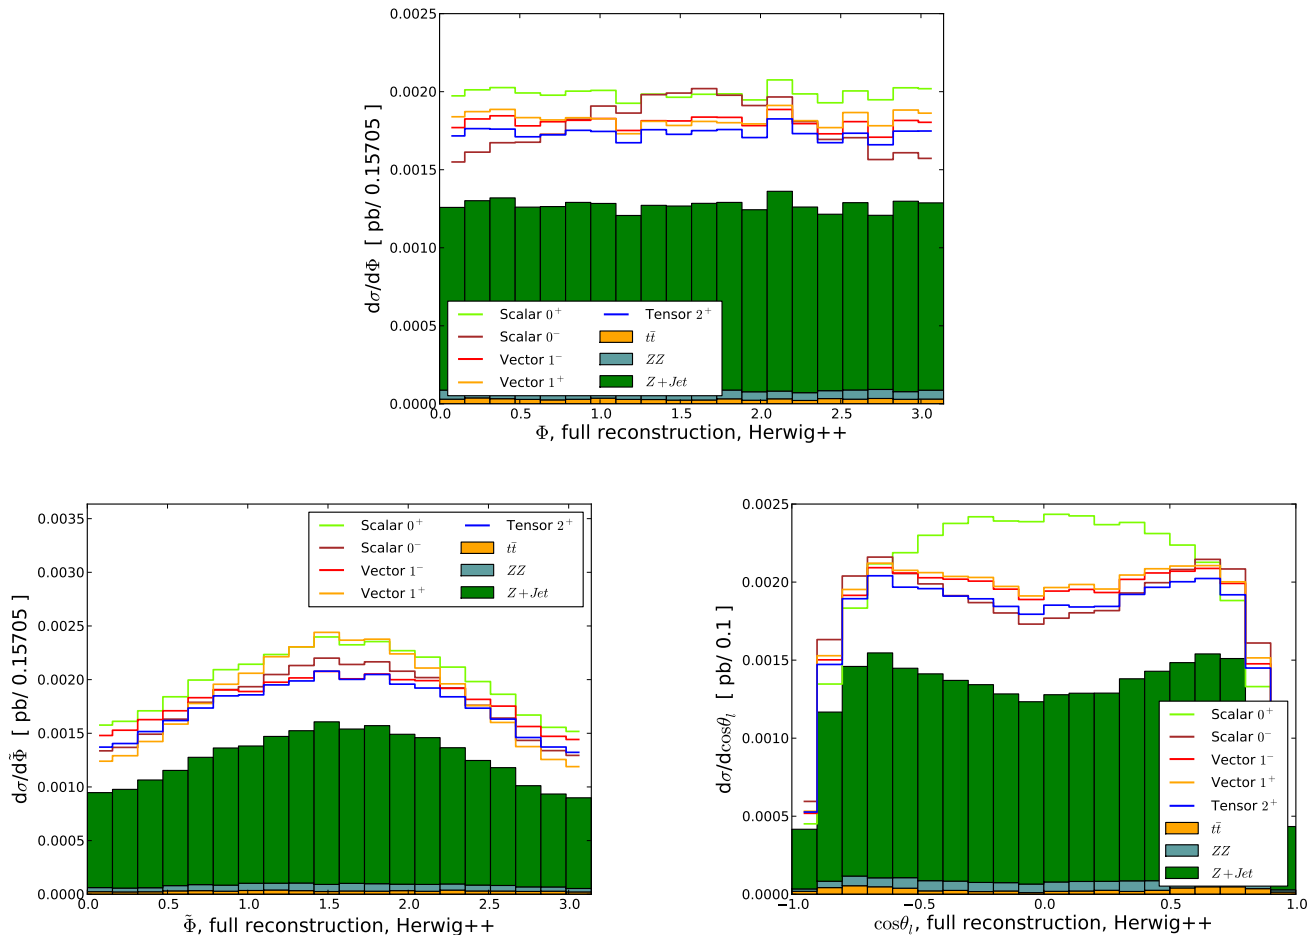 0.0025
0.0020
0.0015
0.0010
0.0005
0.0000
dσ/dΦ [ pb/ 0.15705 ]
Scalar 0⁺
Scalar 0⁻
Vector 1⁻
Vector 1⁺
Tensor 2⁺
tt̄
ZZ
Z+Jet
0.0 0.5 1.0 1.5 2.0 2.5 3.0
Φ, full reconstruction, Herwig++
0.0035
0.0030
0.0025
0.0020
0.0015
0.0010
0.0005
0.0000
dσ/dΦ̃ [ pb/ 0.15705 ]
Scalar 0⁺
Scalar 0⁻
Vector 1⁻
Vector 1⁺
Tensor 2⁺
tt̄
ZZ
Z+Jet
0.0 0.5 1.0 1.5 2.0 2.5 3.0
Φ̃, full reconstruction, Herwig++
0.0025
0.0020
0.0015
0.0010
0.0005
0.0000
dσ/dcosθₗ [ pb/ 0.1 ]
Scalar 0⁺
Scalar 0⁻
Vector 1⁻
Vector 1⁺
Tensor 2⁺
tt̄
ZZ
Z+Jet
−1.0 −0.5 0.0 0.5 1.0
cosθₗ, full reconstruction, Herwig++